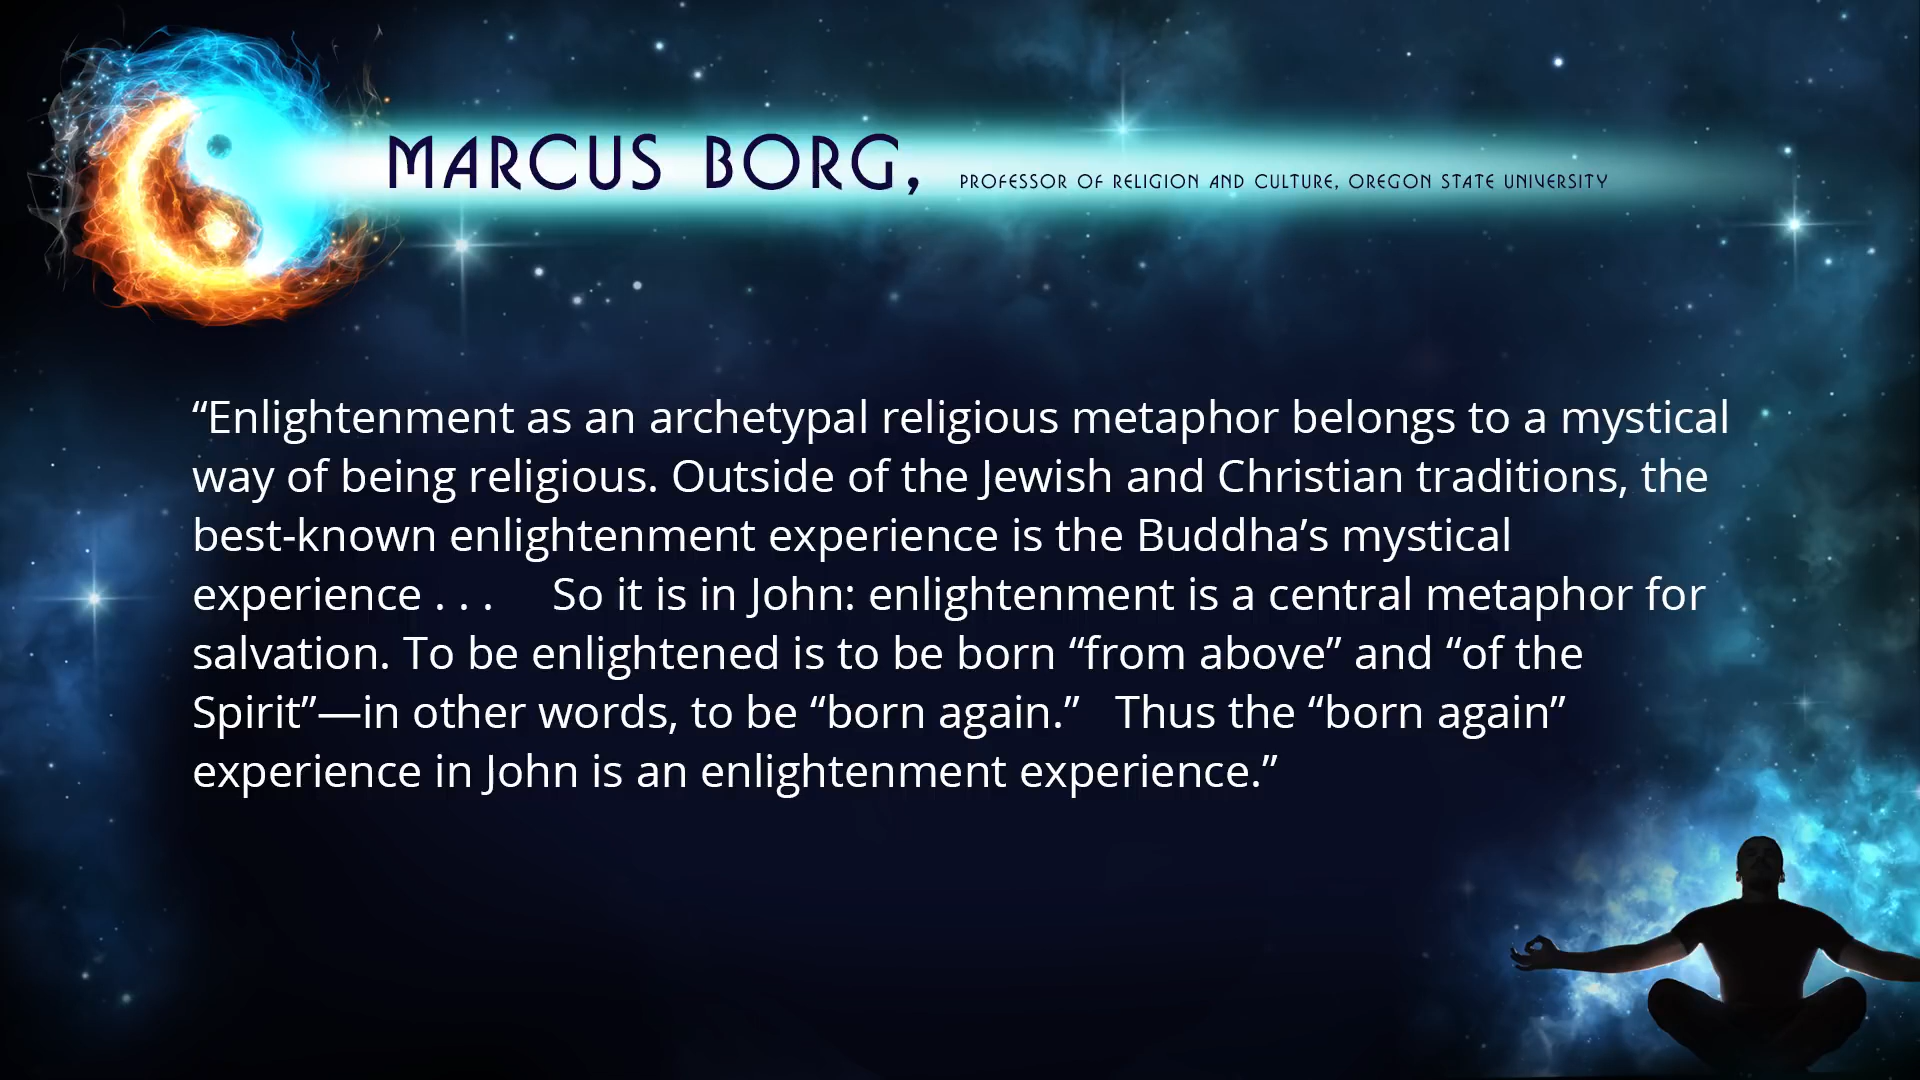 MARCUS BORG, PROFESSOR OF RELIGION AND CULTURE, OREGON STATE UNIVERSITY
“Enlightenment as an archetypal religious metaphor belongs to a mystical
way of being religious. Outside of the Jewish and Christian traditions, the
best-known enlightenment experience is the Buddha’s mystical
experience . . .    So it is in John: enlightenment is a central metaphor for
salvation. To be enlightened is to be born “from above” and “of the
Spirit”—in other words, to be “born again.”   Thus the “born again”
experience in John is an enlightenment experience.”